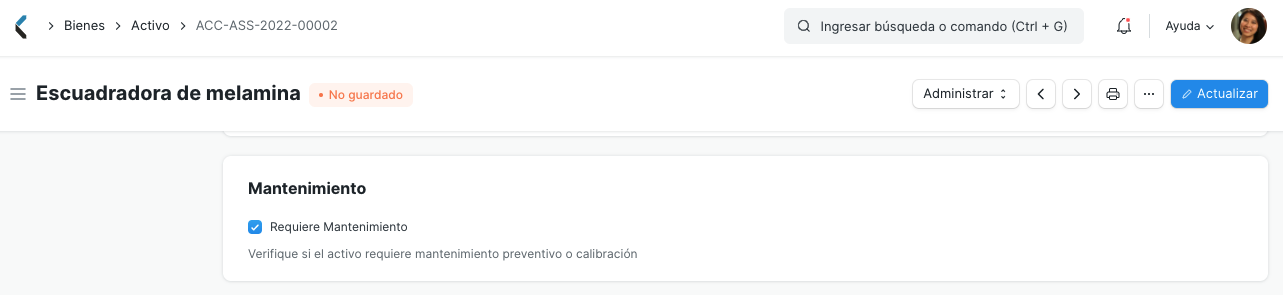 Bienes Activo ACC-ASS-2022-00002 Ingresar búsqueda o comando (Ctrl + G) Ayuda
Escuadradora de melamina No guardado Administrar Actualizar
Mantenimiento
Requiere Mantenimiento
Verifique si el activo requiere mantenimiento preventivo o calibración